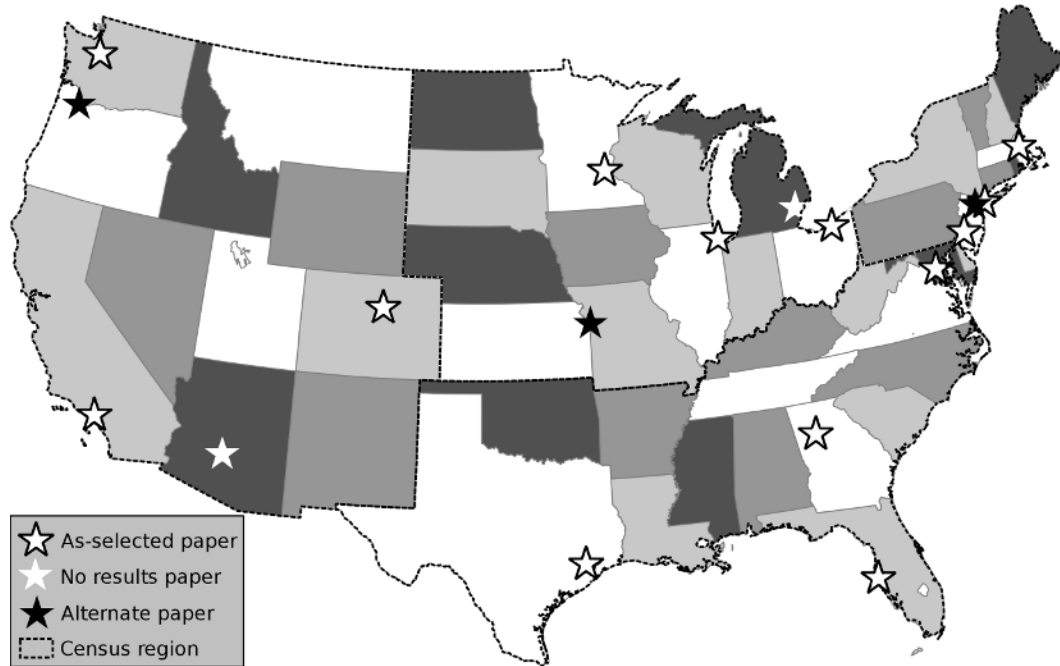 As-selected paper
No results paper
Alternate paper
Census region